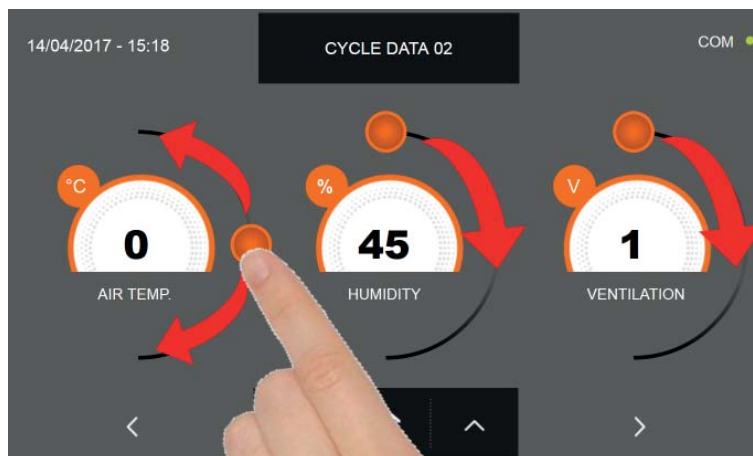 14/04/2017 - 15:18
CYCLE DATA 02
COM
°C
%
V
0
45
1
AIR TEMP.
HUMIDITY
VENTILATION